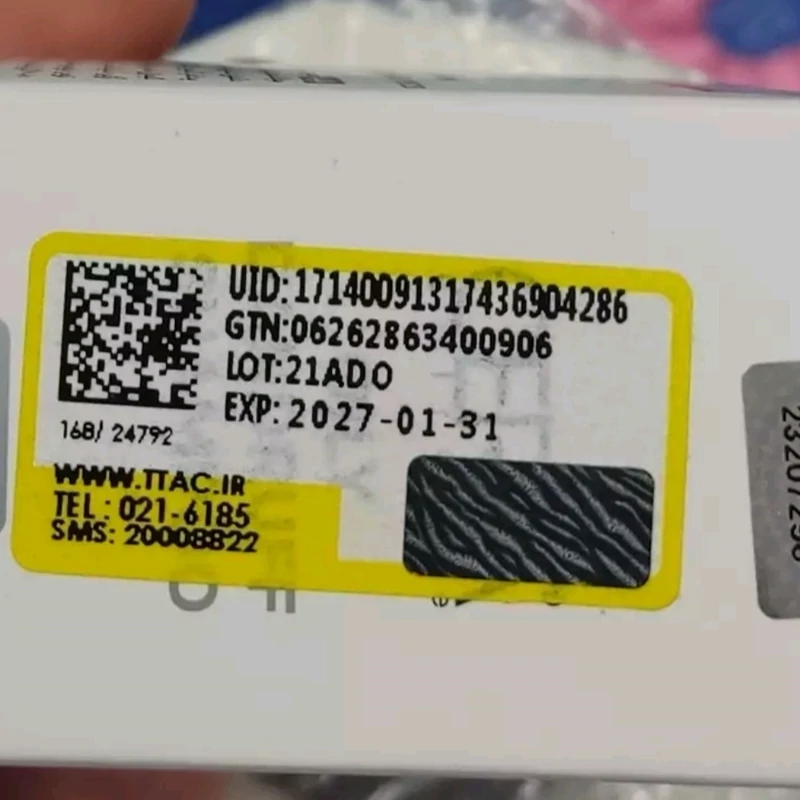 UID:17140091317436904286
GTN:06262863400906
LOT:21ADO
EXP: 2027-01-31
168/ 24792
WWW.TTAC.IR
TEL : 021-6185
SMS: 20008822